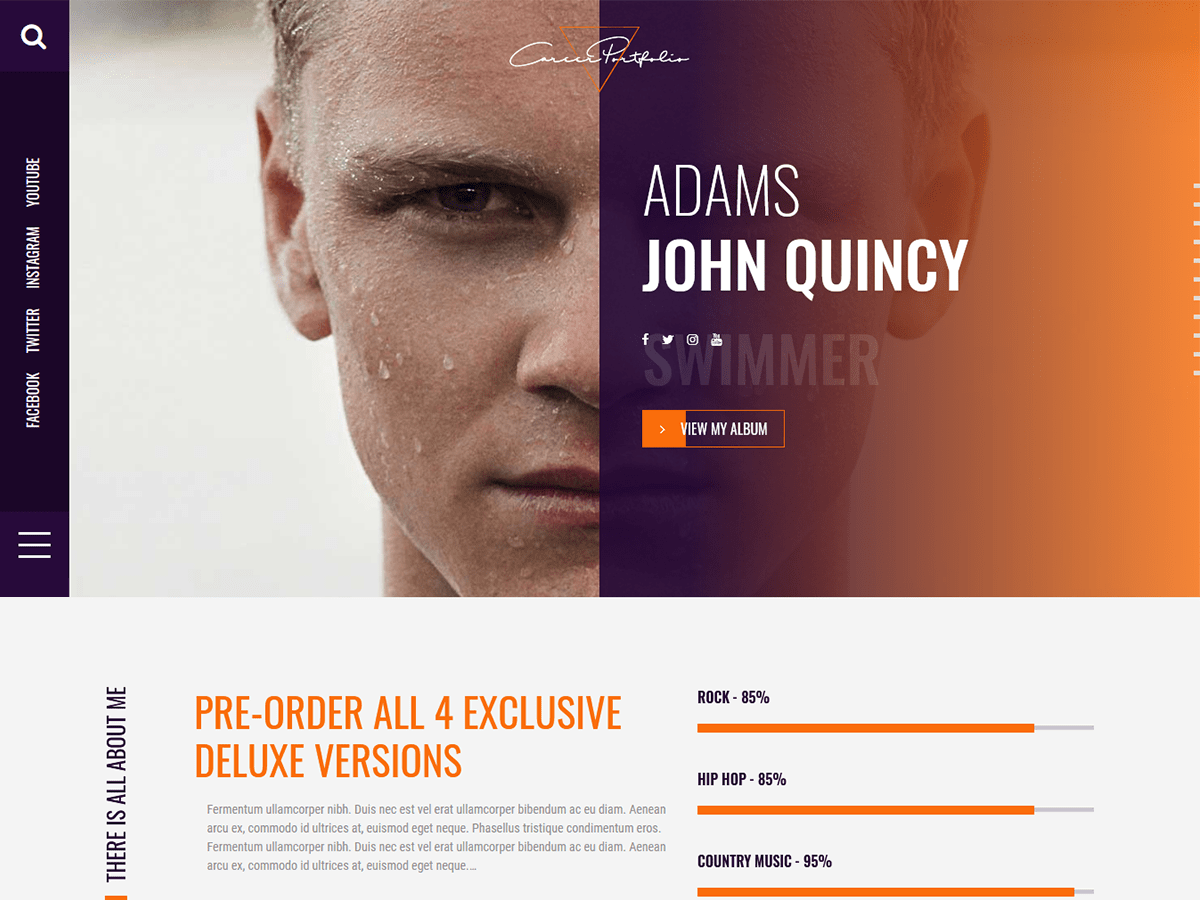 Career Portfolio
YOUTUBE
INSTAGRAM
TWITTER
FACEBOOK
ADAMS
JOHN QUINCY
SWIMMER
VIEW MY ALBUM
THERE IS ALL ABOUT ME
PRE-ORDER ALL 4 EXCLUSIVE
DELUXE VERSIONS
Fermentum ullamcorper nibh. Duis nec est vel erat ullamcorper bibendum ac eu diam. Aenean
arcu ex, commodo id ultrices at, euismod eget neque. Phasellus tristique condimentum eros.
Fermentum ullamcorper nibh. Duis nec est vel erat ullamcorper bibendum ac eu diam. Aenean
arcu ex, commodo id ultrices at, euismod eget neque....
ROCK - 85%
HIP HOP - 85%
COUNTRY MUSIC - 95%